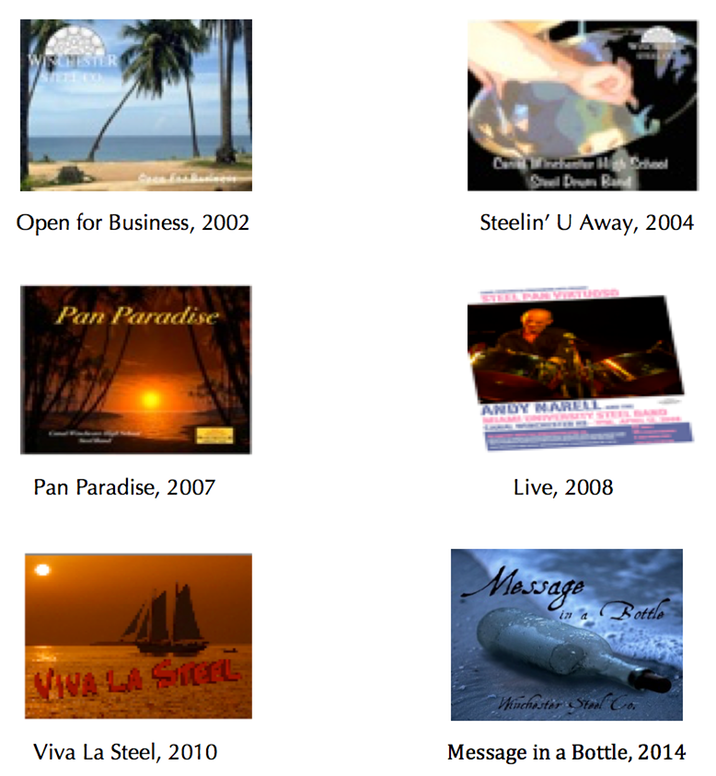 WINCHESTER
STEEL CO.
Open For Business
Open for Business, 2002
WINCHESTER
STEEL CO.
Canal Winchester High School
Steel Drum Band
Steelin’ U Away, 2004
Pan Paradise
Canal Winchester High School
Steel Band
Pan Paradise, 2007
STEEL PAN VIRTUOSO
ANDY NARELL AND THE
MIAMI UNIVERSITY STEEL BAND
CANAL WINCHESTER HS
Live, 2008
VIVA LA STEEL
Viva La Steel, 2010
Message
in a Bottle
Winchester Steel Co.
Message in a Bottle, 2014